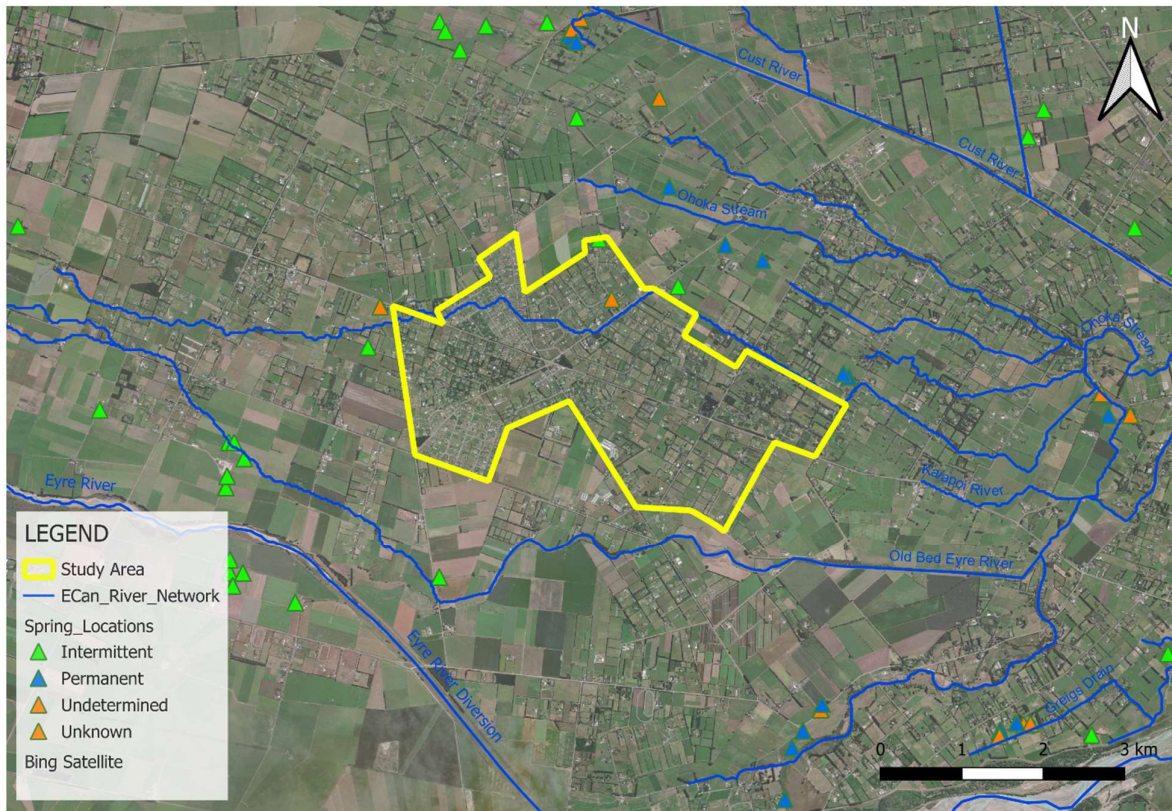 N
Cust River
Cust River
Ohoka Stream
Ohoka Stream
Kaiapoi River
Eyre River
Old Bed Eyre River
Eyre River Diversion
Greigs Drain
LEGEND
Study Area
ECan_River_Network
Spring_Locations
Intermittent
Permanent
Undetermined
Unknown
Bing Satellite
0 1 2 3 km